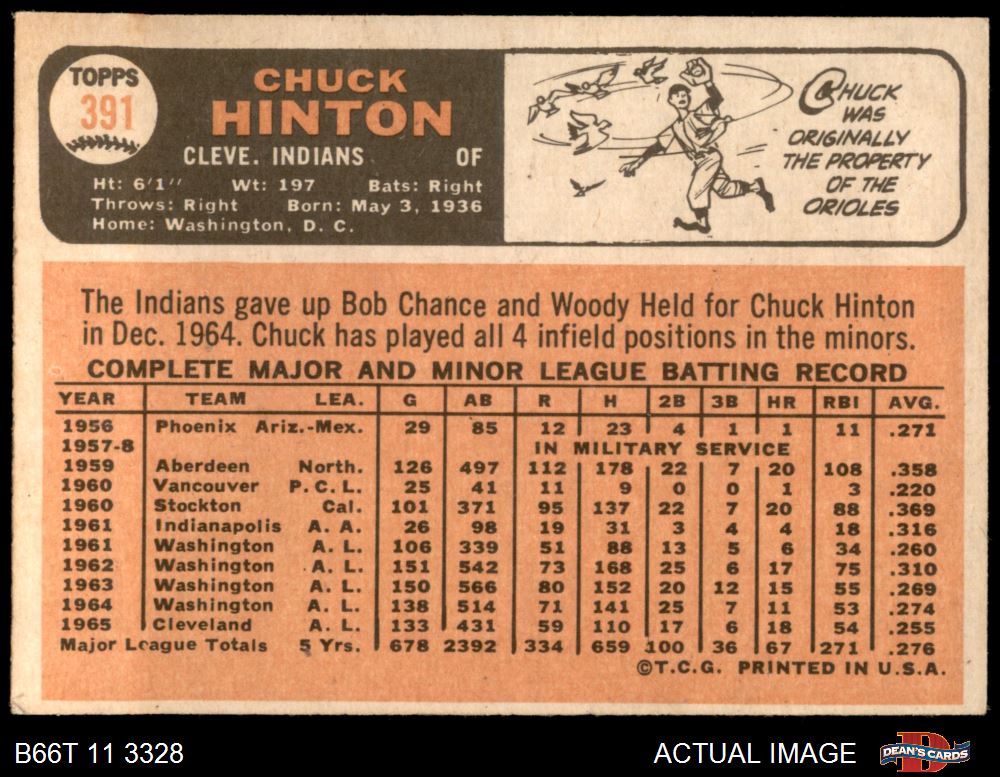 TOPPS
391
CHUCK
HINTON
CLEVE. INDIANS OF
Ht: 6'1" Wt: 197 Bats: Right
Throws: Right Born: May 3, 1936
Home: Washington, D. C.
CHUCK
WAS
ORIGINALLY
THE PROPERTY
OF THE
ORIOLES
The Indians gave up Bob Chance and Woody Held for Chuck Hinton
in Dec. 1964. Chuck has played all 4 infield positions in the minors.
COMPLETE MAJOR AND MINOR LEAGUE BATTING RECORD
YEAR TEAM LEA. G AB R H 2B 3B HR RBI AVG.
1956 Phoenix Ariz.-Mex. 29 85 12 23 4 1 1 11 .271
1957-8 IN MILITARY SERVICE
1959 Aberdeen North. 126 497 112 178 22 7 20 108 .358
1960 Vancouver P.C.L. 25 41 11 9 0 0 1 3 .220
1960 Stockton Cal. 101 371 95 137 22 7 20 88 .369
1961 Indianapolis A. A. 26 98 19 31 3 4 4 18 .316
1961 Washington A. L. 106 339 51 88 13 5 6 34 .260
1962 Washington A. L. 151 542 73 168 25 6 17 75 .310
1963 Washington A. L. 150 566 80 152 20 12 15 55 .269
1964 Washington A. L. 138 514 71 141 25 7 11 53 .274
1965 Cleveland A. L. 133 431 59 110 17 6 18 54 .255
Major League Totals 5 Yrs. 678 2392 334 659 100 36 67 271 .276
©T.C.G. PRINTED IN U.S.A.
B66T 11 3328 ACTUAL IMAGE DEAN'S CARDS